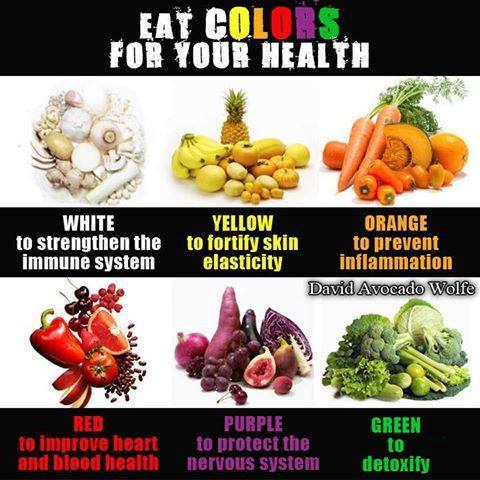 EAT COLORS
FOR YOUR HEALTH
WHITE
to strengthen the
immune system
YELLOW
to fortify skin
elasticity
ORANGE
to prevent
inflammation
David Avocado Wolfe
RED
to improve heart
and blood health
PURPLE
to protect the
nervous system
GREEN
to
detoxify